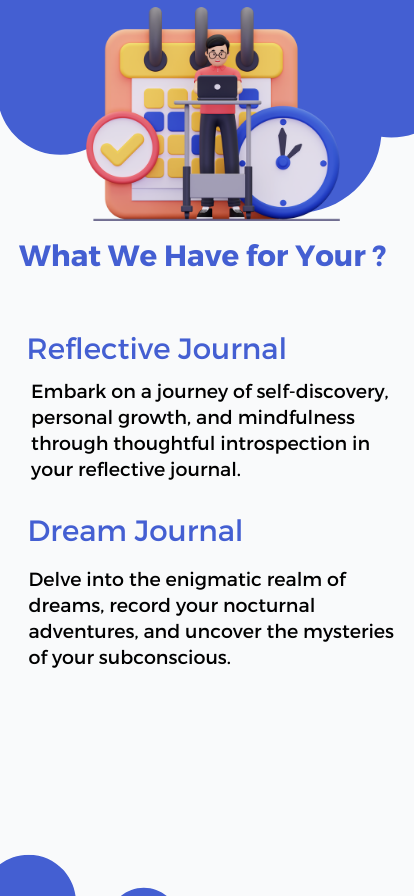 What We Have for Your ?
Reflective Journal
Embark on a journey of self-discovery,
personal growth, and mindfulness
through thoughtful introspection in
your reflective journal.
Dream Journal
Delve into the enigmatic realm of
dreams, record your nocturnal
adventures, and uncover the mysteries
of your subconscious.